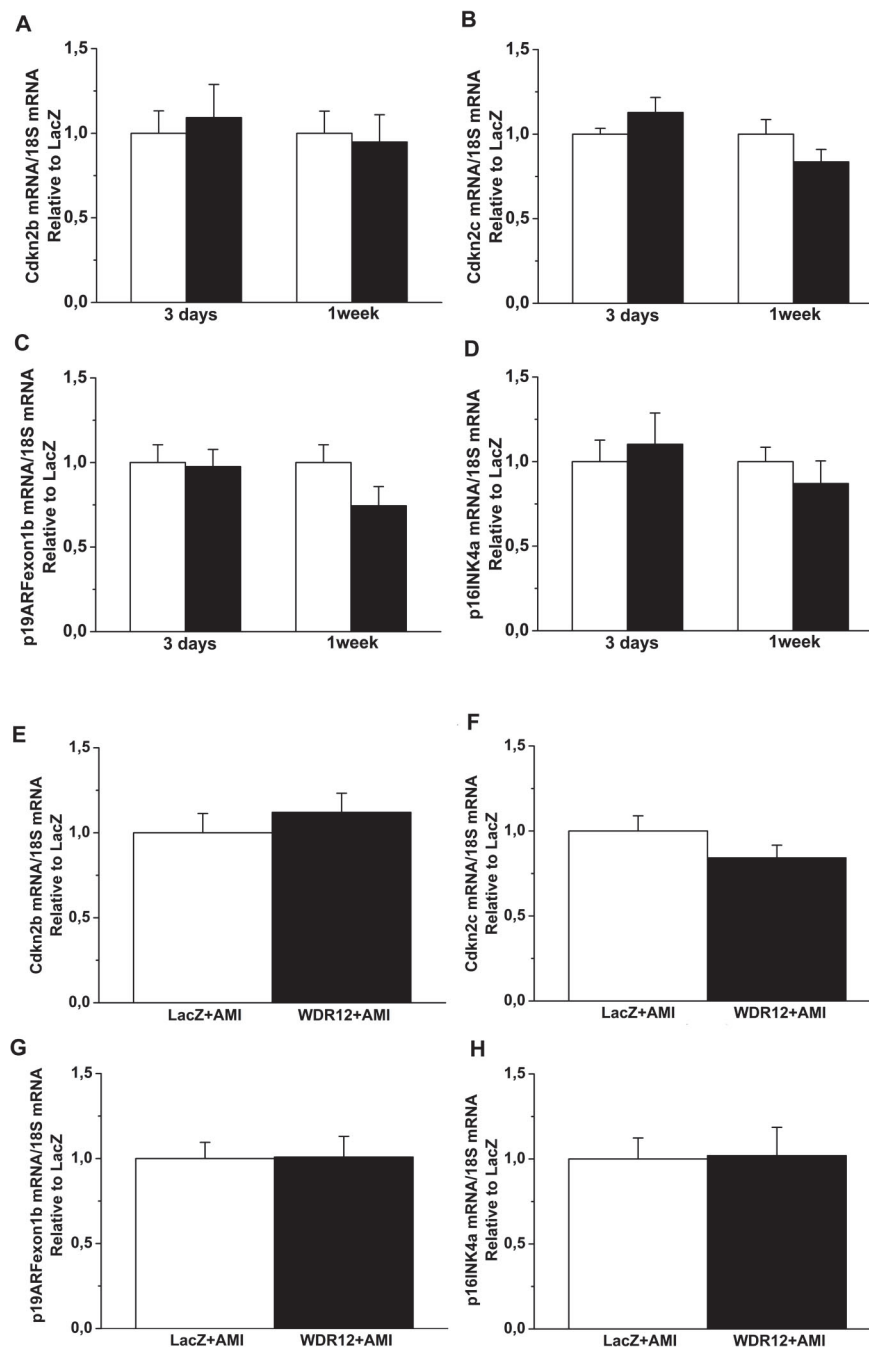 A
Cdkn2b mRNA/18S mRNA
Relative to LacZ
1,5
1,0
0,5
0,0
3 days
1week
B
Cdkn2c mRNA/18S mRNA
Relative to LacZ
1,5
1,0
0,5
0,0
3 days
1week
C
p19ARFexon1b mRNA/18S mRNA
Relative to LacZ
1,5
1,0
0,5
0,0
3 days
1week
D
p16INK4a mRNA/18S mRNA
Relative to LacZ
1,5
1,0
0,5
0,0
3 days
1week
E
Cdkn2b mRNA/18S mRNA
Relative to LacZ
1,5
1,0
0,5
0,0
LacZ+AMI
WDR12+AMI
F
Cdkn2c mRNA/18S mRNA
Relative to LacZ
1,5
1,0
0,5
0,0
LacZ+AMI
WDR12+AMI
G
p19ARFexon1b mRNA/18S mRNA
Relative to LacZ
1,5
1,0
0,5
0,0
LacZ+AMI
WDR12+AMI
H
p16INK4a mRNA/18S mRNA
Relative to LacZ
1,5
1,0
0,5
0,0
LacZ+AMI
WDR12+AMI